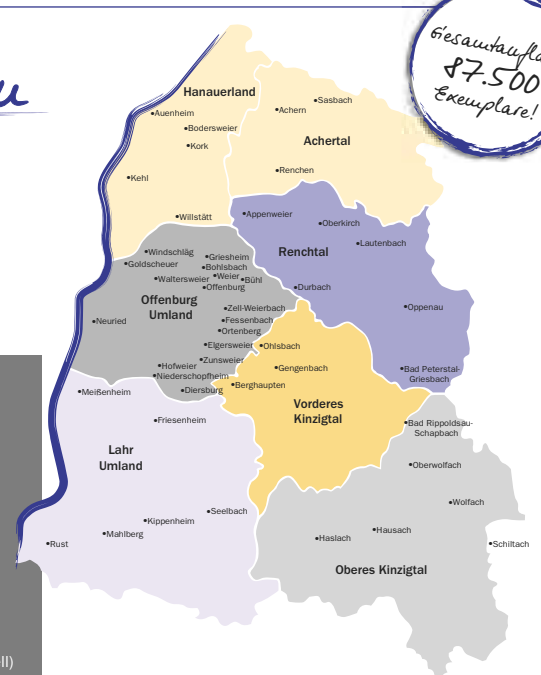 Gesamtaufla
87.500
Exemplare!
u
Hanauerland
Sasbach
Achern
Auenheim
Bodersweier
Achertal
Kork
Renchen
Kehl
Appenweier
Willstätt
Oberkirch
Lautenbach
Renchtal
Windschläg
Griesheim
Goldscheuer
Bohlsbach
Weier
Waltersweier
Bühl
Offenburg
Durbach
Offenburg
Umland
Oppenau
Zell-Weierbach
Neuried
Fessenbach
Ortenberg
Elgersweier
Ohlsbach
Zunsweier
Hofweier
Gengenbach
Bad Peterstal-
Griesbach
Niederschopfheim
Berghaupten
Diersburg
Meißenheim
Vorderes
Kinzigtal
Friesenheim
Bad Rippoldsau-
Schapbach
Lahr
Umland
Oberwolfach
Wolfach
Seelbach
Kippenheim
Mahlberg
Hausach
Haslach
Rust
Schiltach
Oberes Kinzigtal
ll)